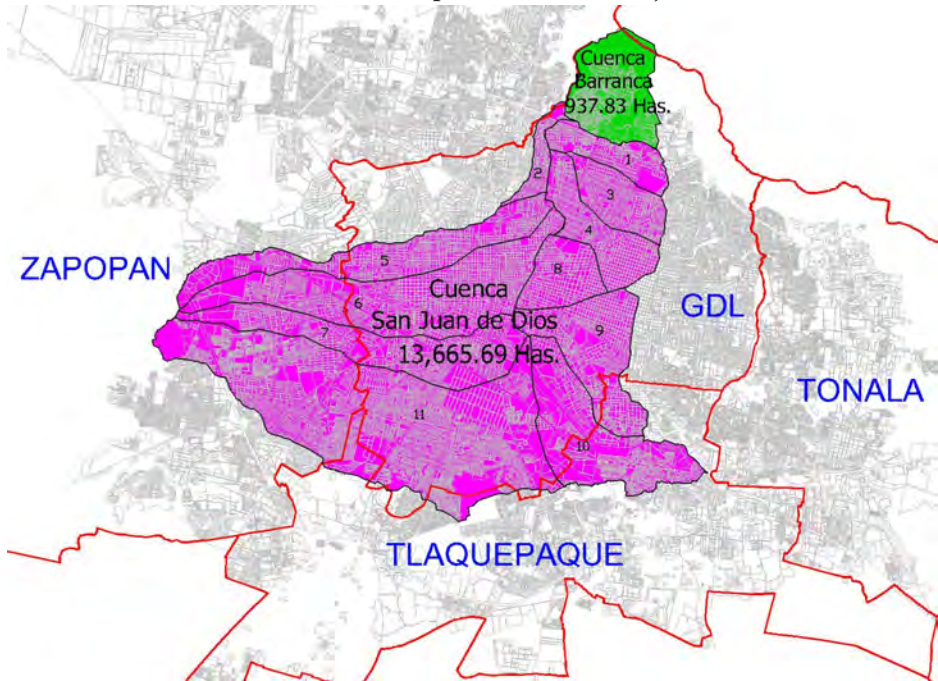 Cuenca
Barranca
937.83 Has.
1
2
3
4
5
8
ZAPOPAN
Cuenca
GDL
6
San Juan de Dios
9
7
13,665.69 Has.
TONALA
11
10
TLAQUEPAQUE